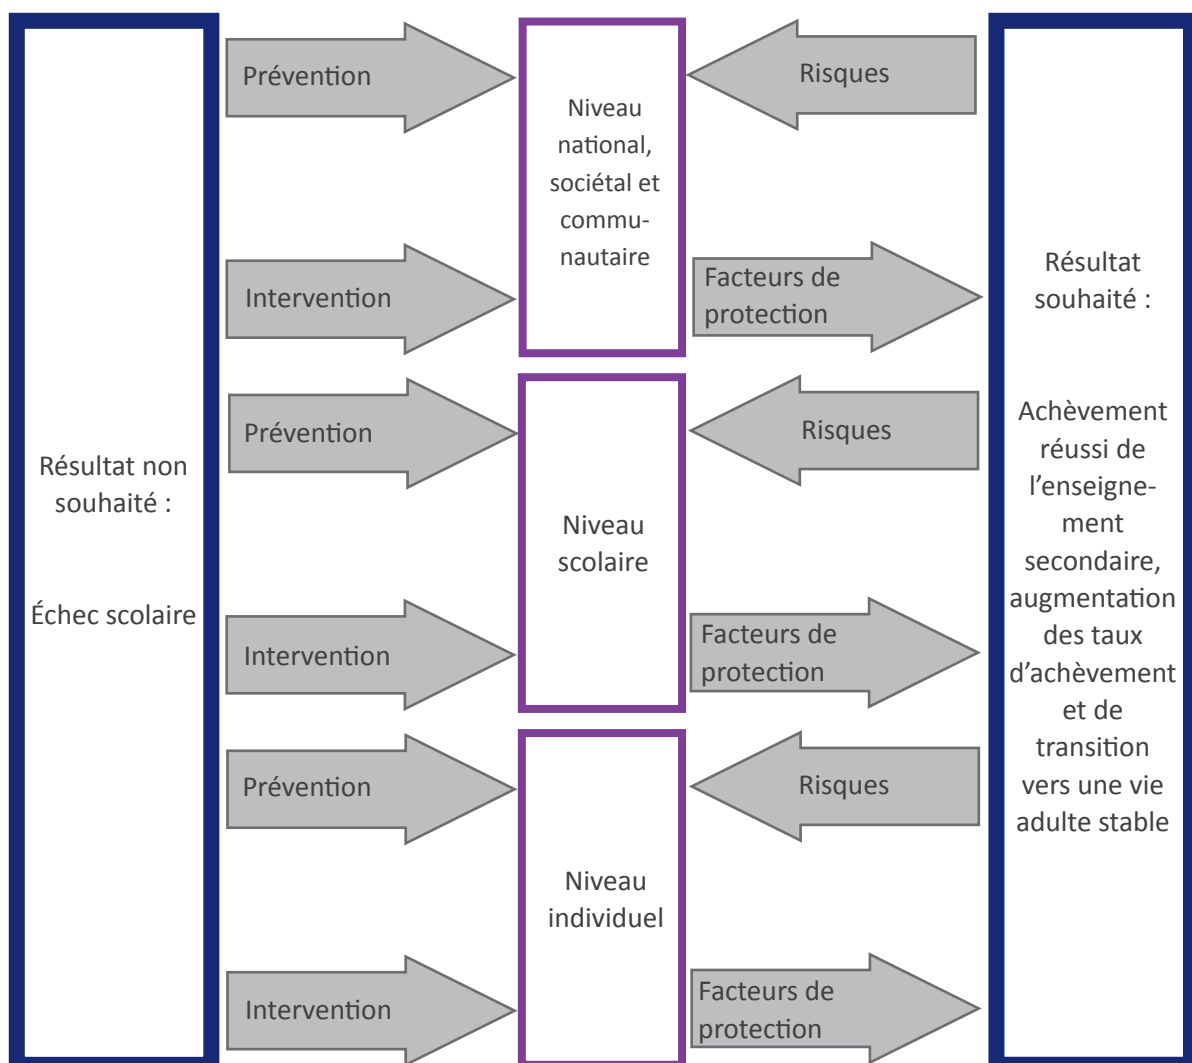 Résultat non
souhaité :
Échec scolaire
Prévention
Intervention
Niveau
national,
sociétal et
commu-
nautaire
Risques
Facteurs de
protection
Prévention
Intervention
Niveau
scolaire
Risques
Facteurs de
protection
Prévention
Intervention
Niveau
individuel
Risques
Facteurs de
protection
Résultat
souhaité :
Achèvement
réussi de
l’enseigne-
ment
secondaire,
augmentation
des taux
d’achèvement
et de
transition
vers une vie
adulte stable